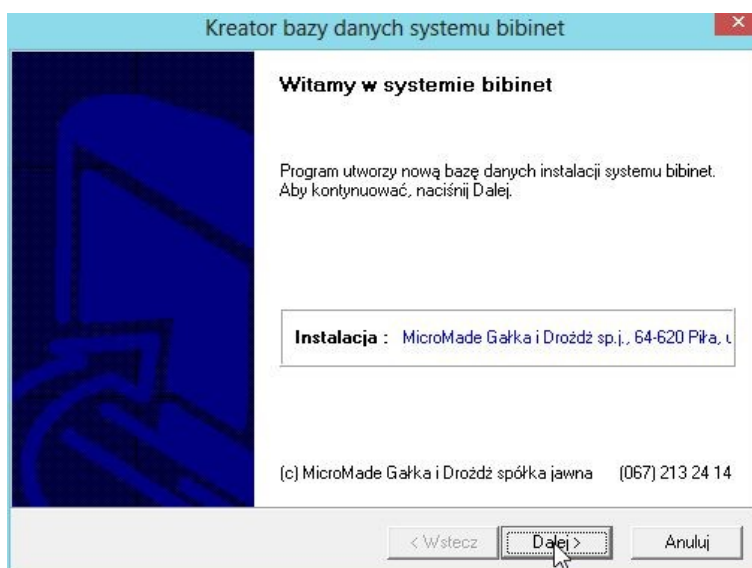 Kreator bazy danych systemu bibinet
Witamy w systemie bibinet
Program utworzy nową bazę danych instalacji systemu bibinet.
Aby kontynuować, naciśnij Dalej.
Instalacja : MicroMade Gałka i Drożdż sp.j., 64-620 Piła, u
(c) MicroMade Gałka i Drożdż spółka jawna (067) 213 24 14
< Wstecz Dalej > Anuluj